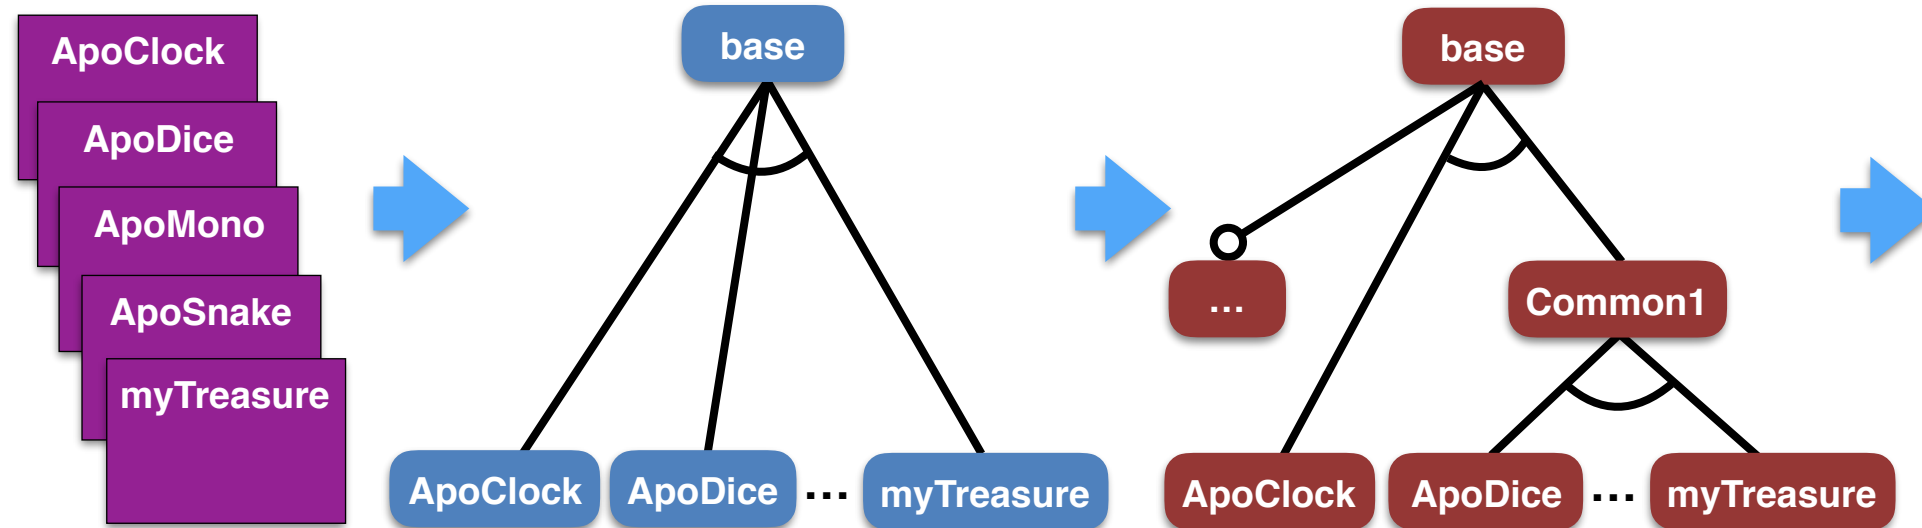 ApoClock
ApoDice
ApoMono
ApoSnake
myTreasure
base
ApoClock
ApoDice
...
myTreasure
base
...
Common1
ApoClock
ApoDice
...
myTreasure